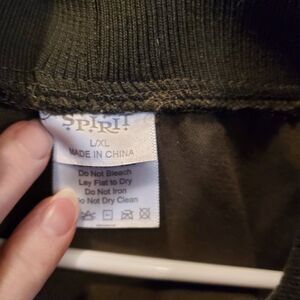 SPIRIT
L/XL
MADE IN CHINA
Do Not Bleach
Lay Flat to Dry
Do Not Iron
Do Not Dry Clean